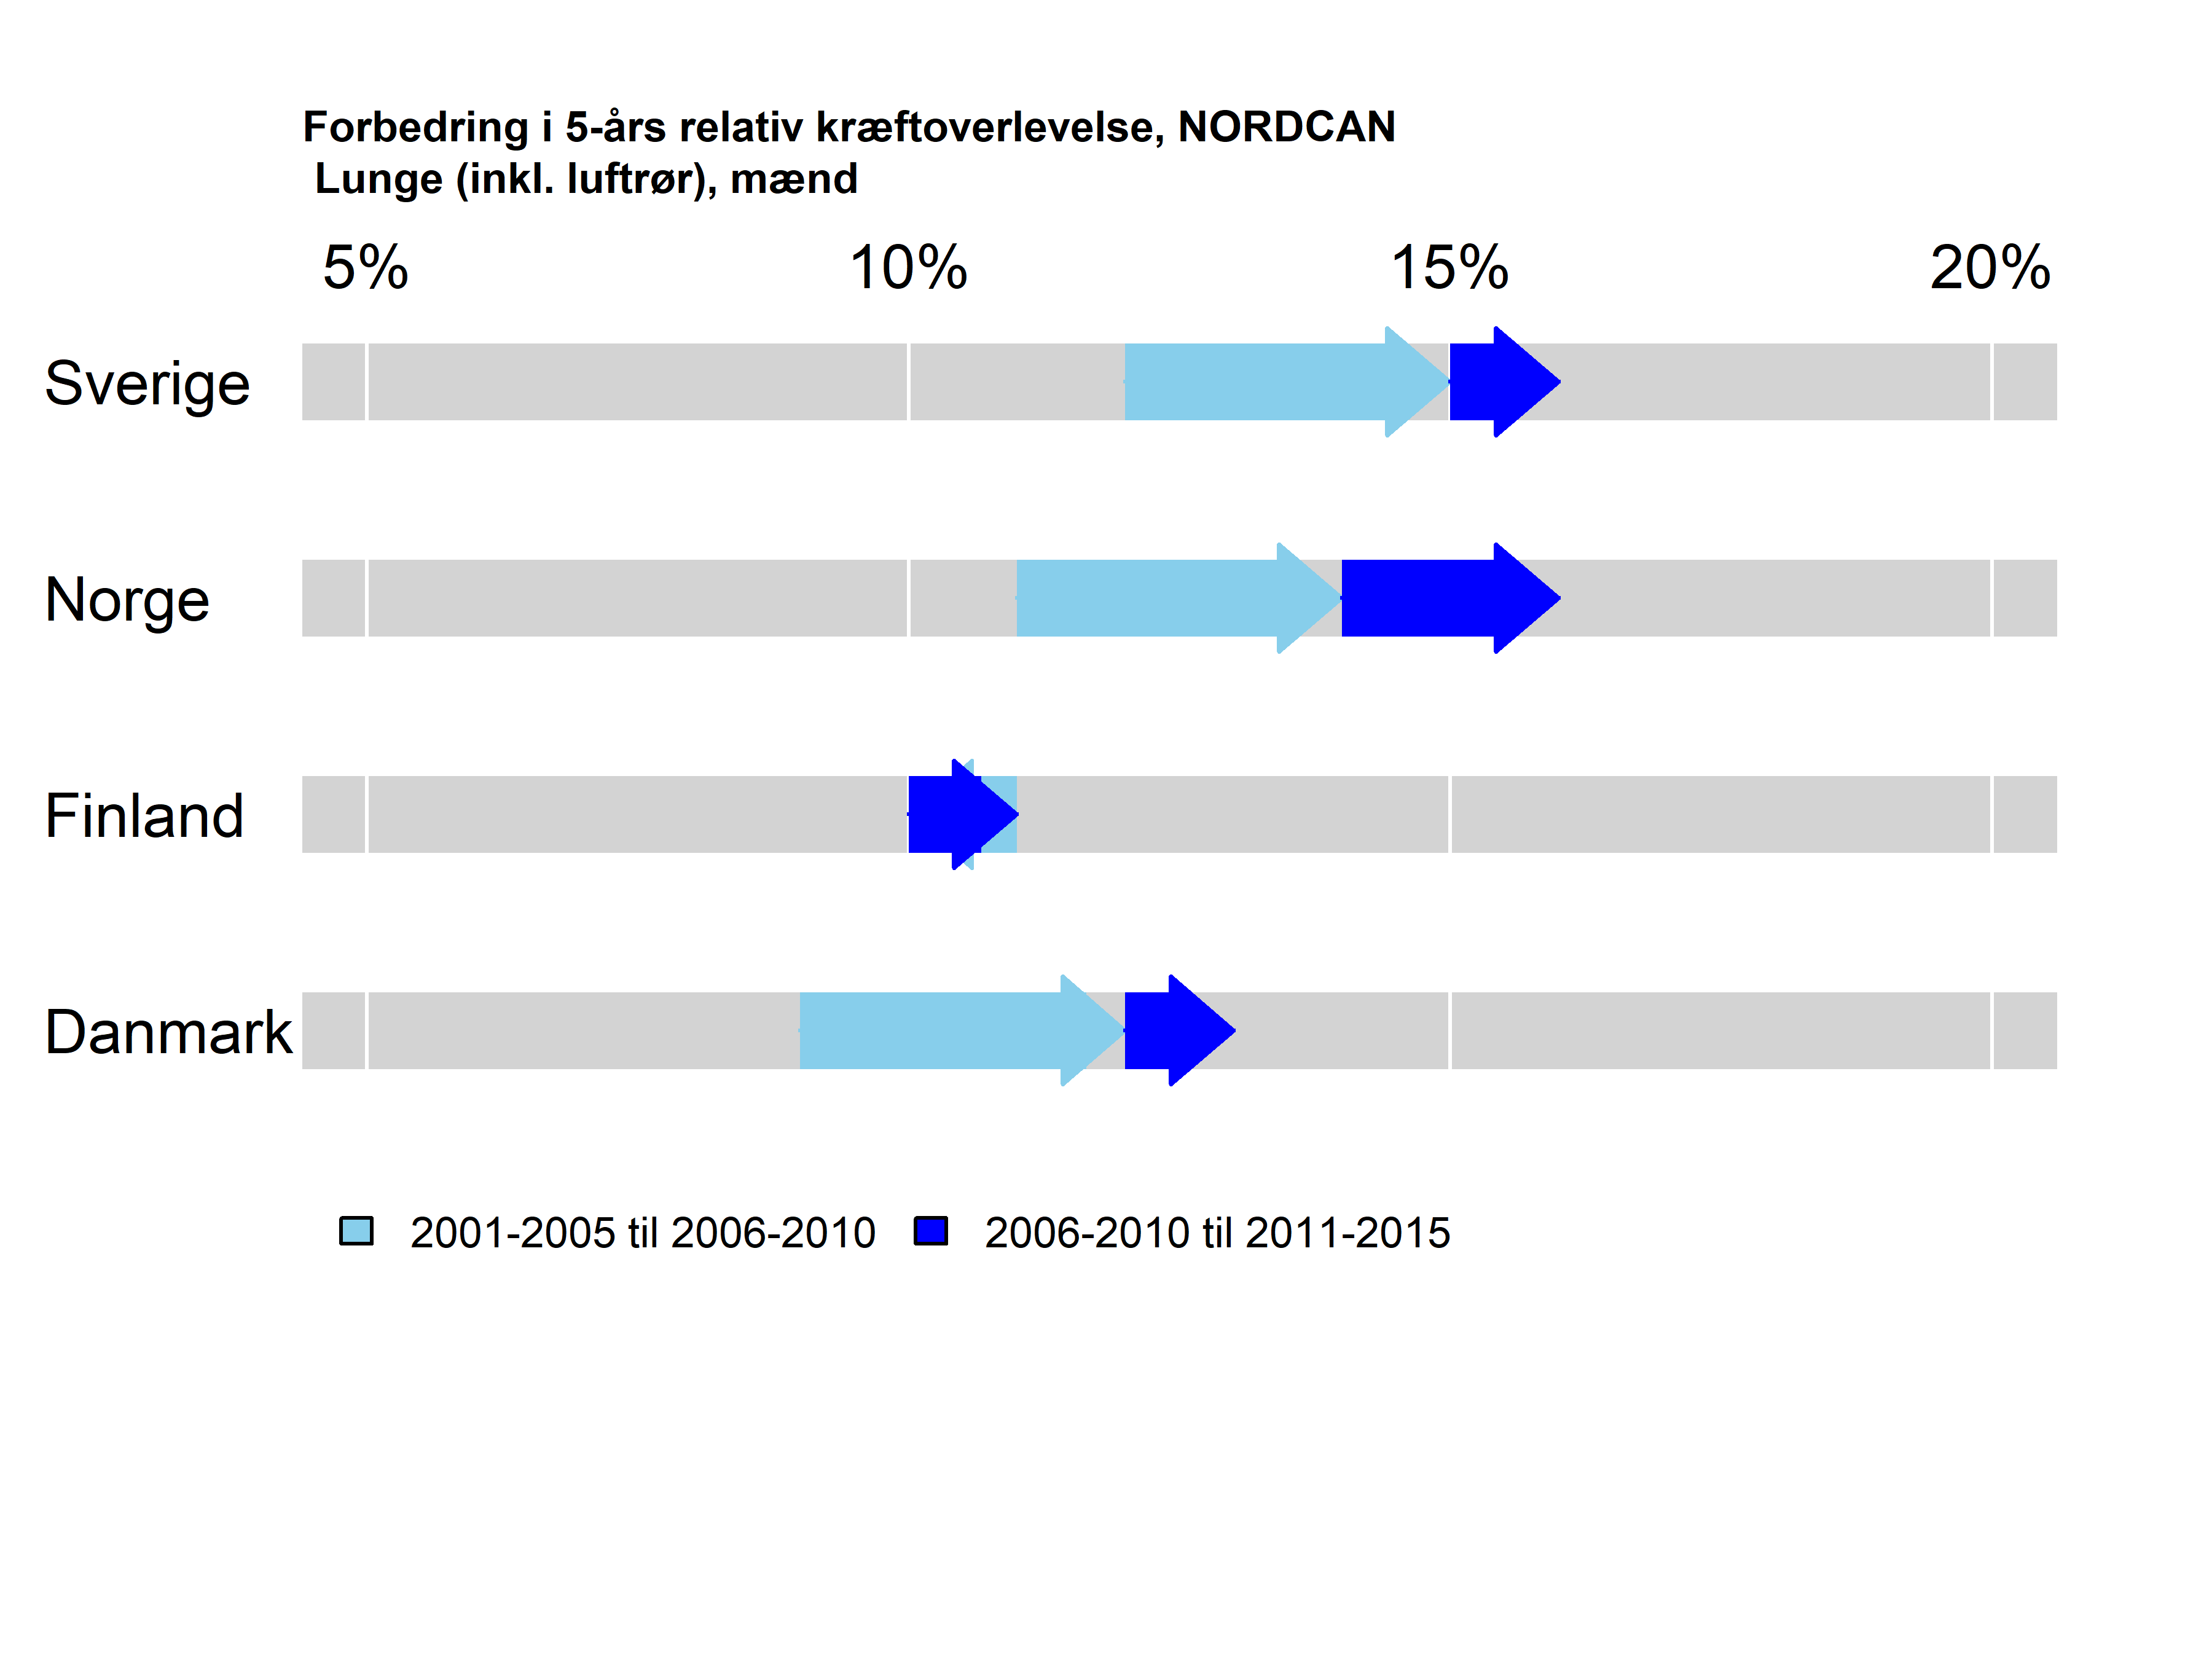 Forbedring i 5-års relativ kræftoverlevelse, NORDCAN
Lunge (inkl. luftrør), mænd
5% 10% 15% 20%
Sverige
Norge
Finland
Danmark
2001-2005 til 2006-2010 2006-2010 til 2011-2015